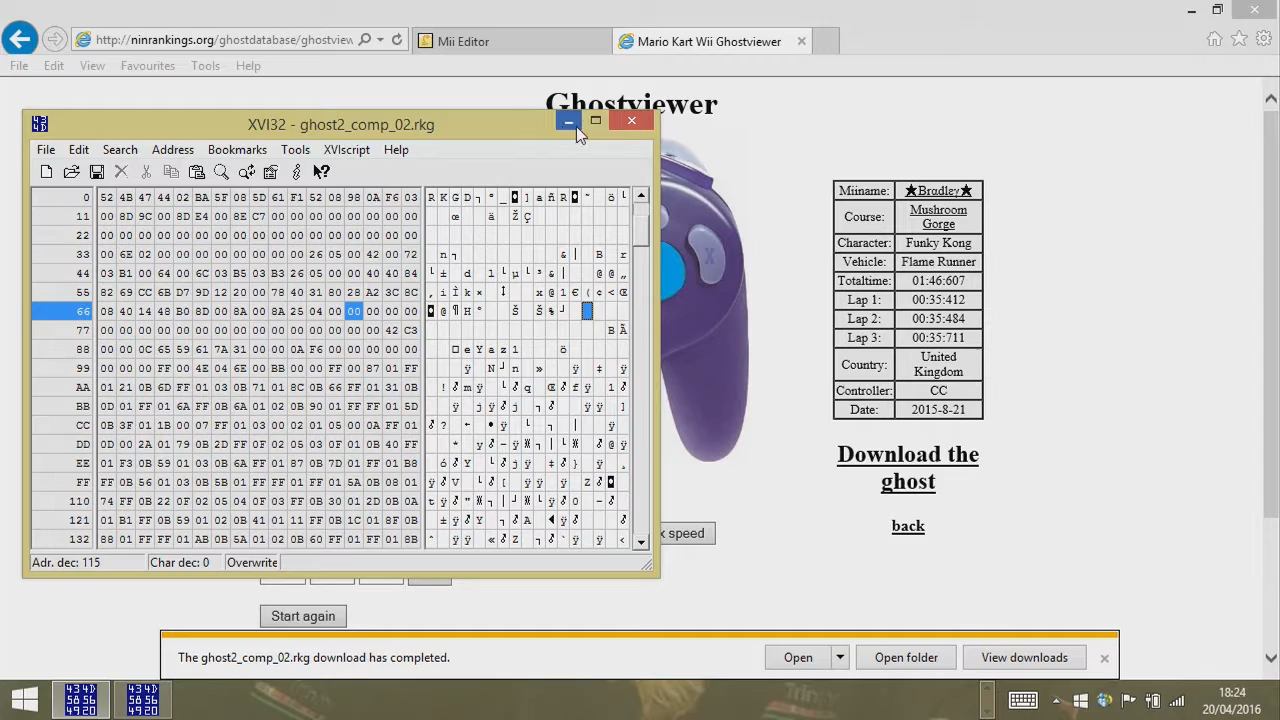 http://ninrankings.org/ghostdatabase/ghostview
Mii Editor
Mario Kart Wii Ghostviewer
File Edit View Favourites Tools Help
Ghostviewer
XVI32 - ghost2_comp_02.rkg
File Edit Search Address Bookmarks Tools XVIscript Help
0 52 4B 47 44 02 BA 5F 08 5D 61 F1 52 08 98 0A F6 03
11 00 8D 9C 00 8D E4 00 8E C7 00 00 00 00 00 00 00 00
22 00 00 00 00 00 00 00 00 00 00 00 00 00 00 00 00 00
33 00 6E 02 00 00 00 00 00 00 00 00 26 05 00 42 00 72
44 03 B1 00 64 00 6C 03 B5 03 B3 26 05 00 00 40 40 84
55 82 69 CC 6B D7 9D 12 20 00 78 40 31 80 28 A2 3C 8C
66 08 40 14 48 B0 8D 00 8A 00 8A 25 04 00 00 00 00 00
77 00 00 00 00 00 00 00 00 00 00 00 00 00 00 00 42 C3
88 00 00 0C 65 59 61 7A 31 00 00 0A F6 00 00 00 00 00
99 00 00 00 FF 04 4E 04 6E 00 BB 00 00 FF 00 87 01 FF
AA 01 21 0B 6D FF 01 03 0B 71 01 8C 0B 66 FF 01 31 0B
BB 0D 01 FF 01 6A FF 0B 6A 01 02 0B 90 01 FF FF 01 5D
CC 0B 3F 01 1B 00 07 FF 01 03 00 02 01 05 00 0A FF 01
DD 0D 00 2A 01 79 0B 2D FF 0F 02 05 03 0F 01 0B 40 FF
EE 01 F3 0B 59 01 03 0B 6A FF 01 87 0B 7D 01 FF 01 B8
FF FF 0B 56 01 03 0B 5B 01 FF 01 FF 01 5A 0B 08 01
110 74 FF 0B 22 0F 02 05 04 0F 03 FF 0B 30 01 2D 0B 0A
121 01 B1 FF 0B 59 01 02 0B 41 01 11 FF 0B 1C 01 8F 0B
132 88 01 FF FF 01 AB 0B 5A 01 02 0B 60 FF 01 FF 01 8B
Adr. dec: 115 Char dec: 0 Overwrite
X
Miiname: ★Brαdlεγ★
Course: Mushroom
Gorge
Character: Funky Kong
Vehicle: Flame Runner
Totaltime: 01:46:607
Lap 1: 00:35:412
Lap 2: 00:35:484
Lap 3: 00:35:711
Country: United
Kingdom
Controller: CC
Date: 2015-8-21
Download the
ghost
back
x speed
Start again
The ghost2_comp_02.rkg download has completed.
Open
Open folder
View downloads
18:24
20/04/2016